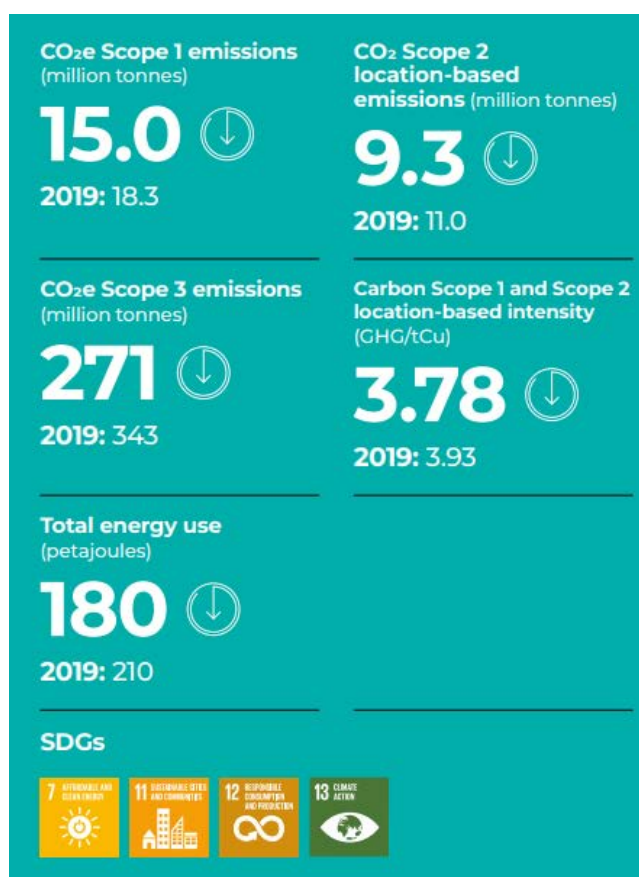 CO₂e Scope 1 emissions
(million tonnes)
15.0
2019: 18.3
CO₂ Scope 2
location-based
emissions (million tonnes)
9.3
2019: 11.0
CO₂e Scope 3 emissions
(million tonnes)
271
2019: 343
Carbon Scope 1 and Scope 2
location-based intensity
(GHG/tCu)
3.78
2019: 3.93
Total energy use
(petajoules)
180
2019: 210
SDGs
7 AFFORDABLE AND
CLEAN ENERGY
11 SUSTAINABLE CITIES
AND COMMUNITIES
12 RESPONSIBLE
CONSUMPTION
AND PRODUCTION
13 CLIMATE
ACTION